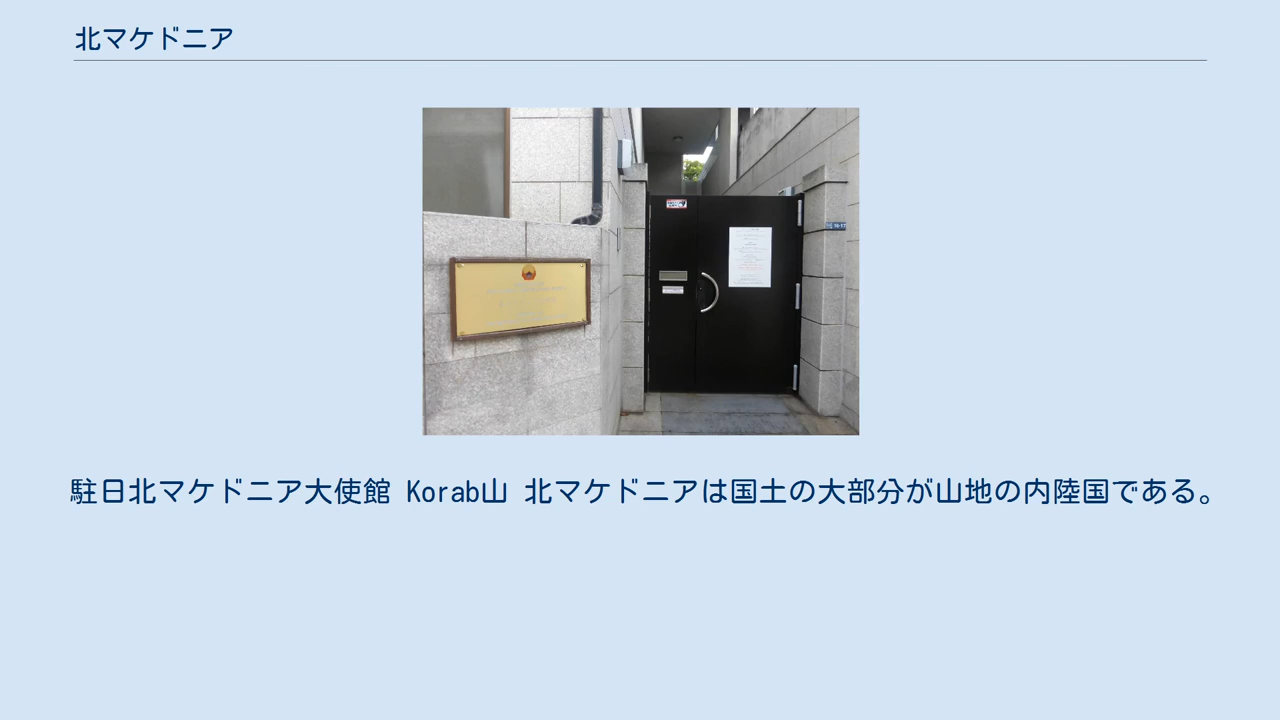 北マケドニア
駐日北マケドニア大使館 Korab山 北マケドニアは国土の大部分が山地の内陸国である。